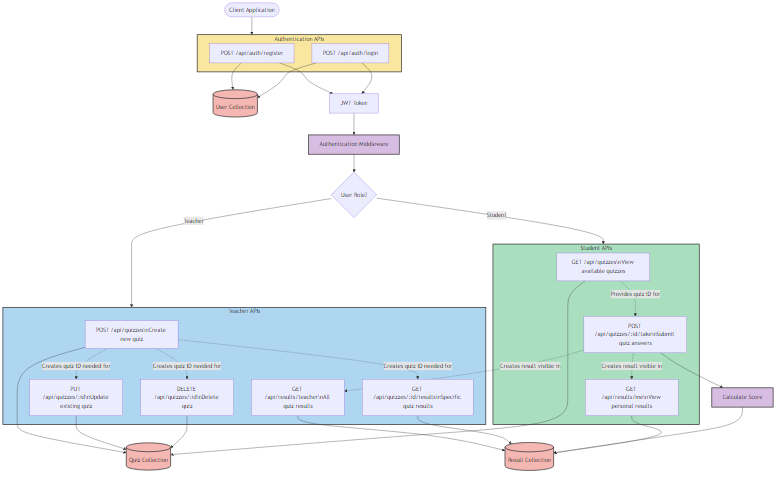 Client Application
Authentication APIs
POST /api/auth/register
POST /api/auth/login
User Collection
JWT Token
Authentication Middleware
User Role?
Teacher
Student
Student APIs
GET /api/quizzes\nView
available quizzes
Provides quiz ID for
Teacher APIs
POST /api/quizzes\nCreate
new quiz
POST
/api/quizzes/:id/take\nSubmit
quiz answers
Creates quiz ID needed for
Creates quiz ID needed for
Creates quiz ID needed for
Creates result visible in
Creates result visible in
PUT
/api/quizzes/:id\nUpdate
existing quiz
DELETE
/api/quizzes/:id\nDelete
quiz
GET
/api/results/teacher\nAll
quiz results
GET
/api/quizzes/:id/results\nSpecific
quiz results
GET
/api/results/me\nView
personal results
Calculate Score
Quiz Collection
Result Collection